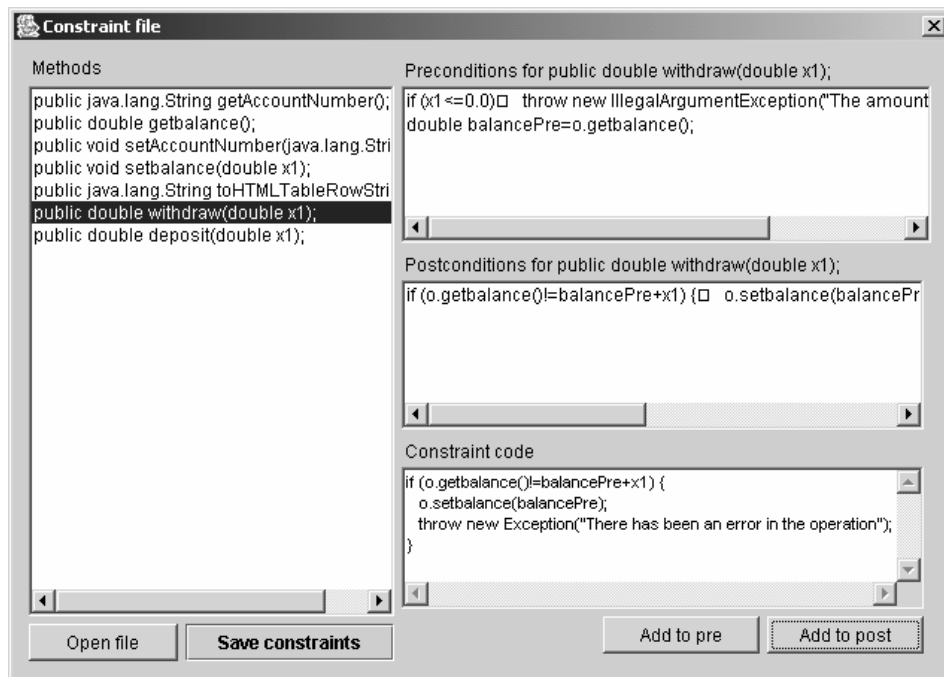 Constraint file
Methods
public java.lang.String getAccountNumber();
public double getbalance();
public void setAccountNumber(java.lang.Stri
public void setbalance(double x1);
public java.lang.String toHTMLTableRowStri
public double withdraw(double x1);
public double deposit(double x1);
Open file
Save constraints
Preconditions for public double withdraw(double x1);
if (x1<=0.0)□ throw new IllegalArgumentException("The amount
double balancePre=o.getbalance();
Postconditions for public double withdraw(double x1);
if (o.getbalance()!=balancePre+x1) {□ o.setbalance(balancePr
Constraint code
if (o.getbalance()!=balancePre+x1) {
o.setbalance(balancePre);
throw new Exception("There has been an error in the operation");
}
Add to pre
Add to post